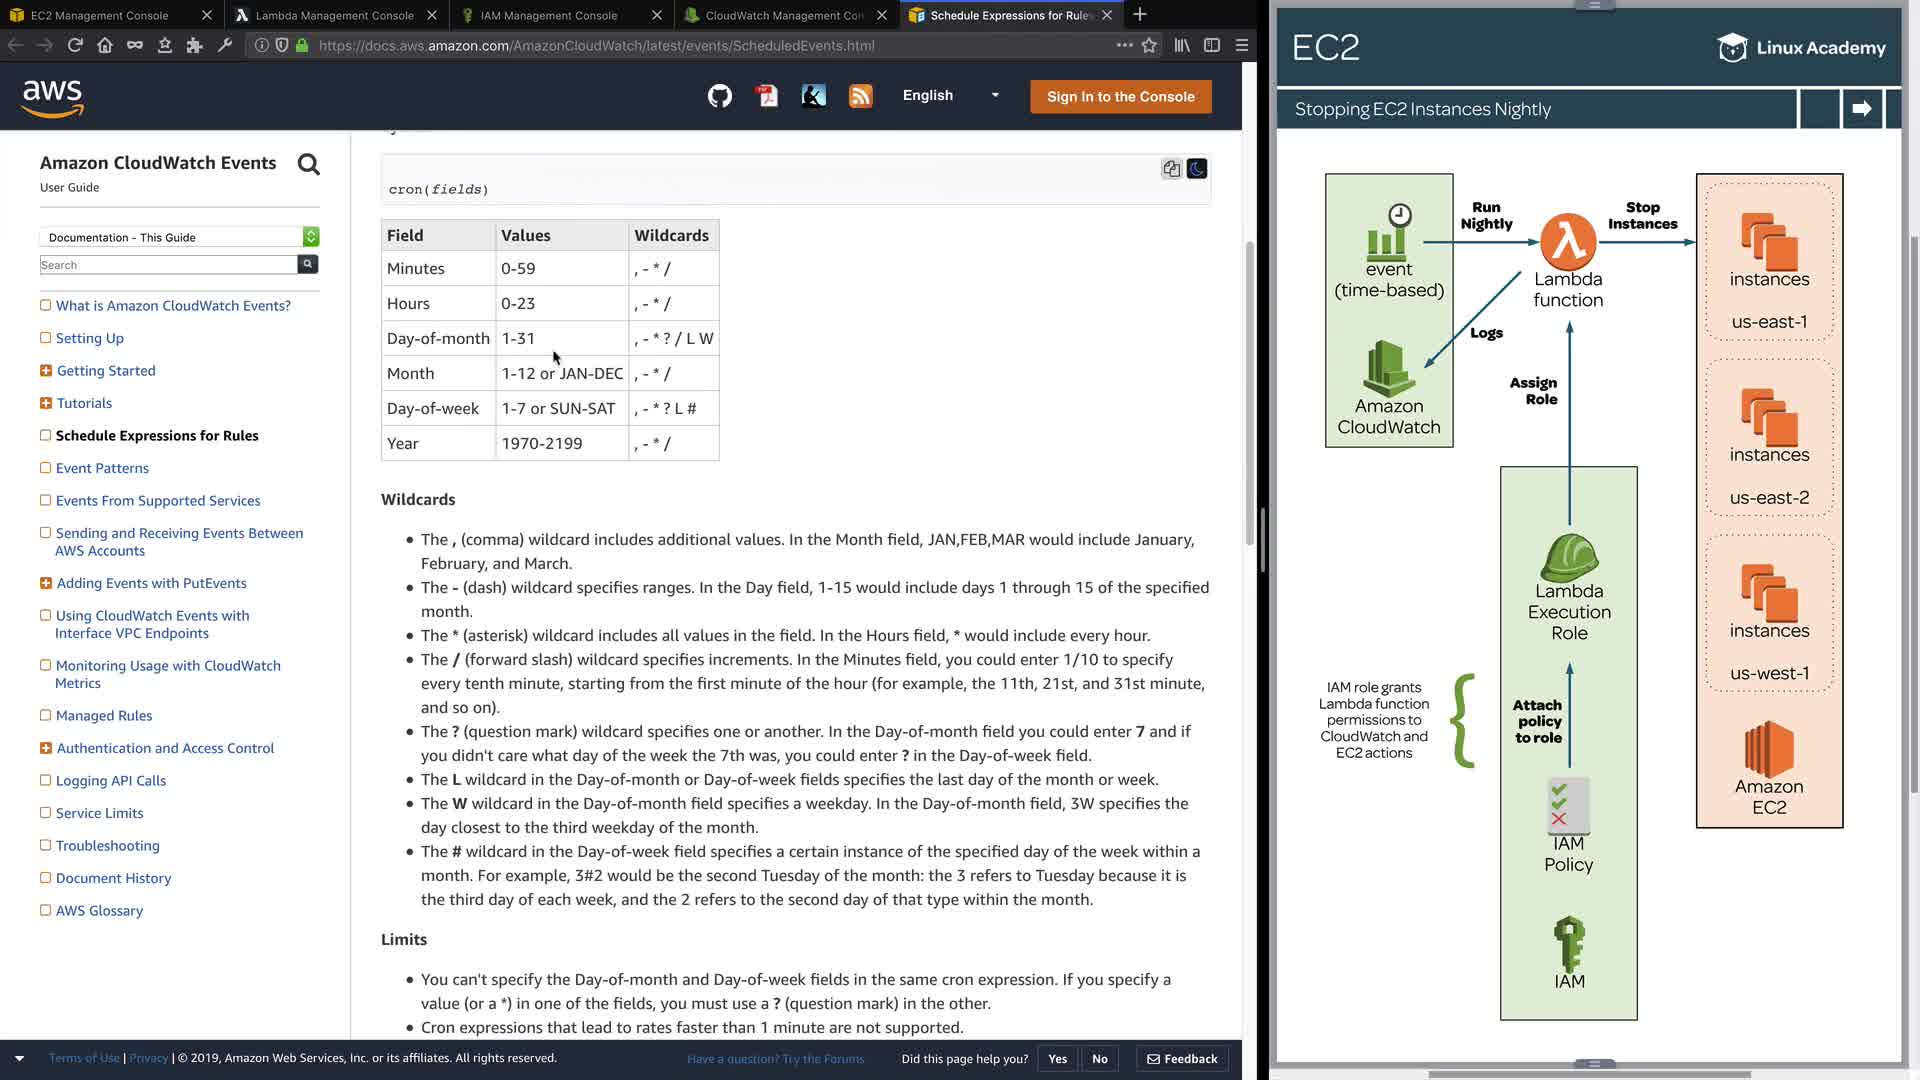 EC2 Management Console
Lambda Management Console
IAM Management Console
CloudWatch Management Con
Schedule Expressions for Rules
https://docs.aws.amazon.com/AmazonCloudWatch/latest/events/ScheduledEvents.html
aws
English
Sign In to the Console
Amazon CloudWatch Events
User Guide
Documentation - This Guide
Search
What is Amazon CloudWatch Events?
Setting Up
Getting Started
Tutorials
Schedule Expressions for Rules
Event Patterns
Events From Supported Services
Sending and Receiving Events Between
AWS Accounts
Adding Events with PutEvents
Using CloudWatch Events with
Interface VPC Endpoints
Monitoring Usage with CloudWatch
Metrics
Managed Rules
Authentication and Access Control
Logging API Calls
Service Limits
Troubleshooting
Document History
AWS Glossary
cron(fields)
Field Values Wildcards
Minutes 0-59 , - * /
Hours 0-23 , - * /
Day-of-month 1-31 , - * ? / L W
Month 1-12 or JAN-DEC , - * /
Day-of-week 1-7 or SUN-SAT , - * ? L #
Year 1970-2199 , - * /
Wildcards
• The , (comma) wildcard includes additional values. In the Month field, JAN,FEB,MAR would include January,
February, and March.
• The - (dash) wildcard specifies ranges. In the Day field, 1-15 would include days 1 through 15 of the specified
month.
• The * (asterisk) wildcard includes all values in the field. In the Hours field, * would include every hour.
• The / (forward slash) wildcard specifies increments. In the Minutes field, you could enter 1/10 to specify
every tenth minute, starting from the first minute of the hour (for example, the 11th, 21st, and 31st minute,
and so on).
• The ? (question mark) wildcard specifies one or another. In the Day-of-month field you could enter 7 and if
you didn't care what day of the week the 7th was, you could enter ? in the Day-of-week field.
• The L wildcard in the Day-of-month or Day-of-week fields specifies the last day of the month or week.
• The W wildcard in the Day-of-month field specifies a weekday. In the Day-of-month field, 3W specifies the
day closest to the third weekday of the month.
• The # wildcard in the Day-of-week field specifies a certain instance of the specified day of the week within a
month. For example, 3#2 would be the second Tuesday of the month: the 3 refers to Tuesday because it is
the third day of each week, and the 2 refers to the second day of that type within the month.
Limits
• You can't specify the Day-of-month and Day-of-week fields in the same cron expression. If you specify a
value (or a *) in one of the fields, you must use a ? (question mark) in the other.
• Cron expressions that lead to rates faster than 1 minute are not supported.
Terms of Use | Privacy | © 2019, Amazon Web Services, Inc. or its affiliates. All rights reserved.
Have a question? Try the Forums
Did this page help you?
Yes
No
Feedback
EC2
Linux Academy
Stopping EC2 Instances Nightly
event
(time-based)
Run
Nightly
Lambda
function
Stop
Instances
instances
us-east-1
Logs
Amazon
CloudWatch
Assign
Role
instances
us-east-2
Lambda
Execution
Role
instances
us-west-1
IAM role grants
Lambda function
permissions to
CloudWatch and
EC2 actions
Attach
policy
to role
Amazon
EC2
IAM
Policy
IAM